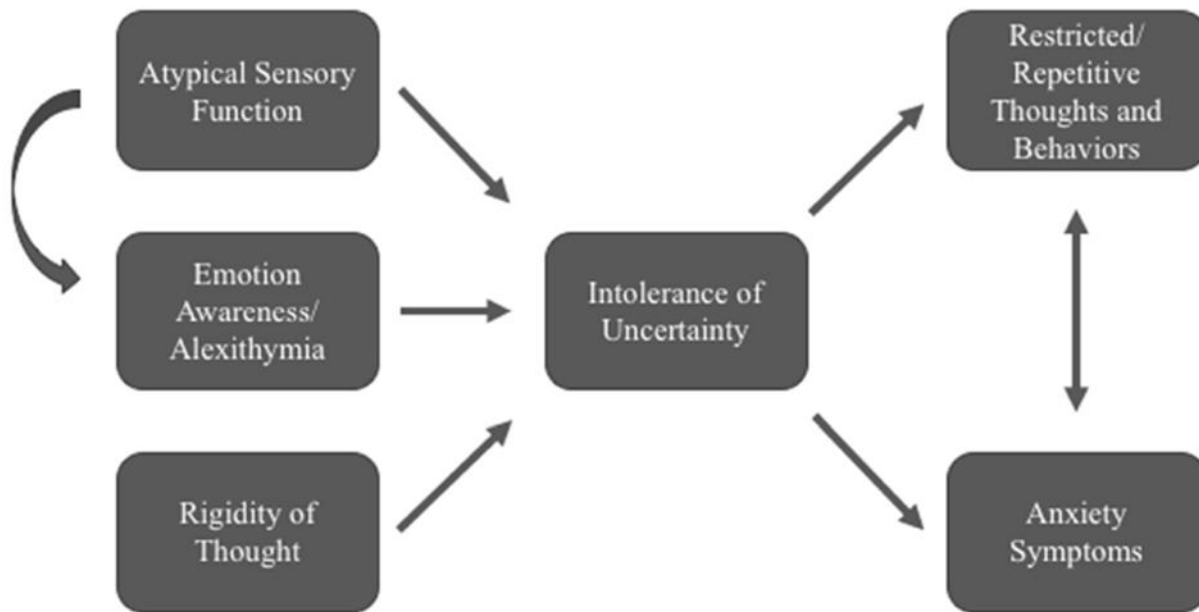 Atypical Sensory
Function
Emotion
Awareness/
Alexithymia
Rigidity of
Thought
Intolerance of
Uncertainty
Restricted/
Repetitive
Thoughts and
Behaviors
Anxiety
Symptoms